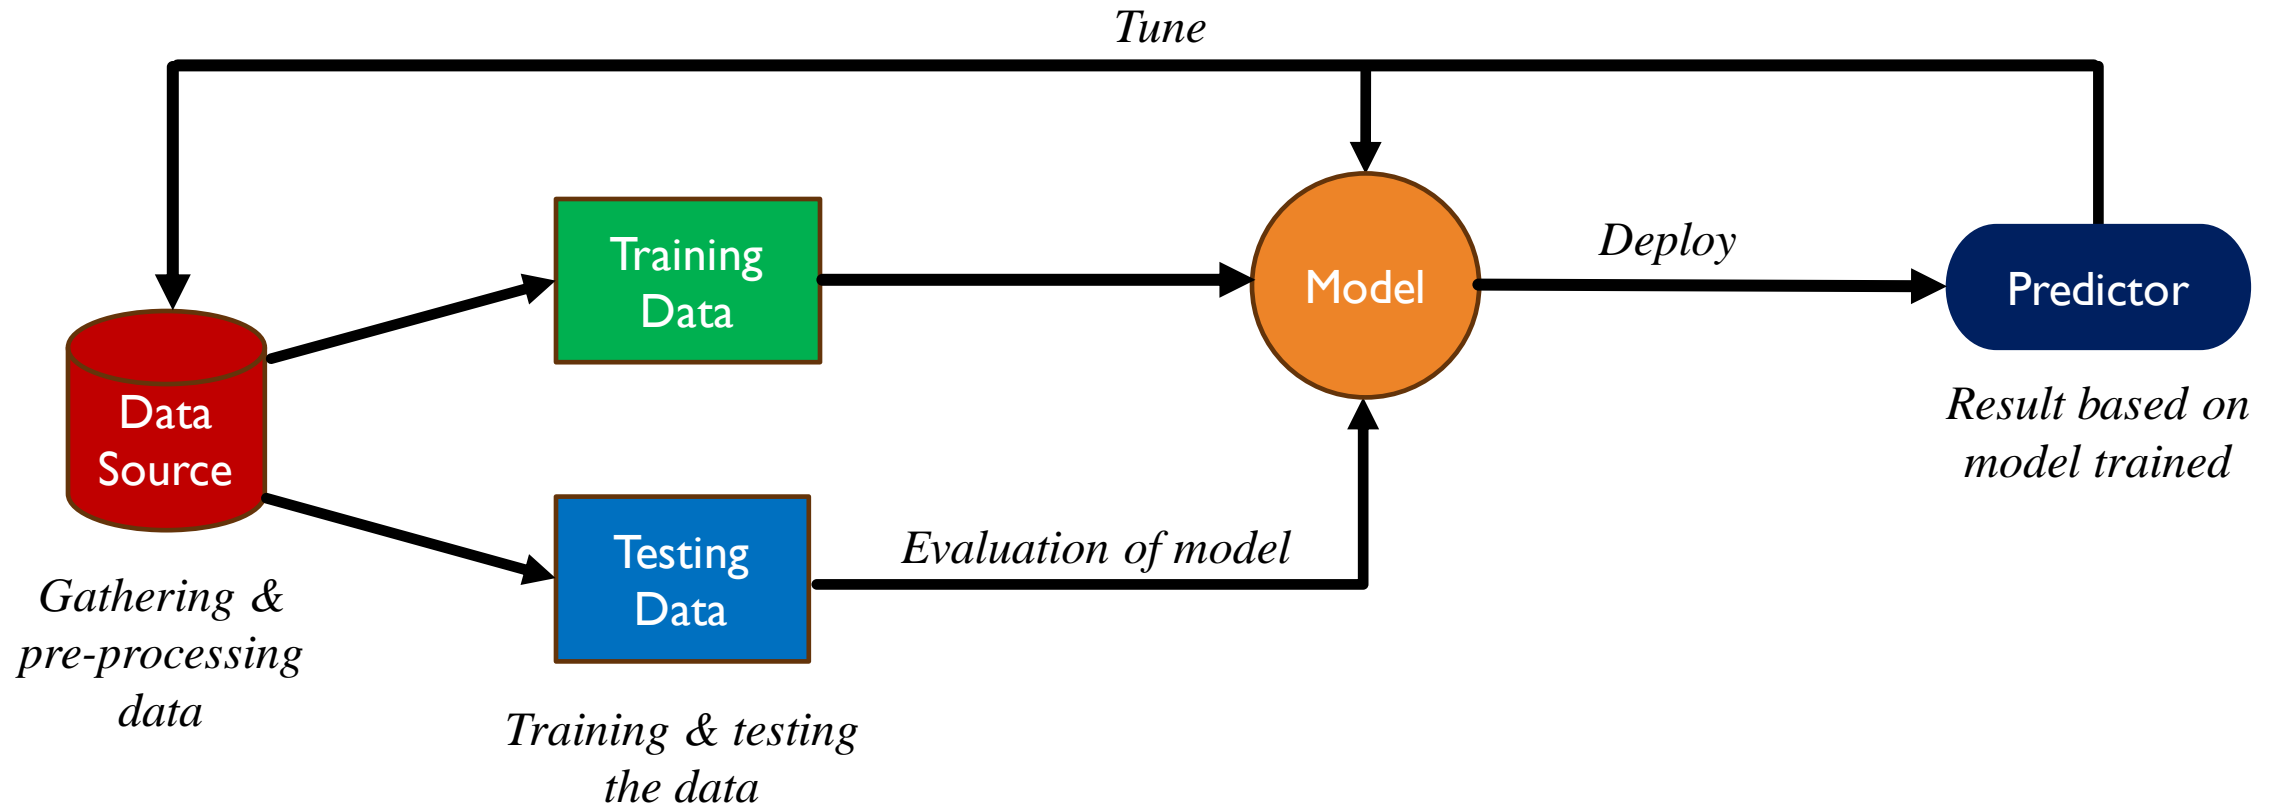 Tune
Training
Data
Model
Deploy
Predictor
Data
Source
Result based on
model trained
Testing
Data
Evaluation of model
Gathering &
pre-processing
data
Training & testing
the data